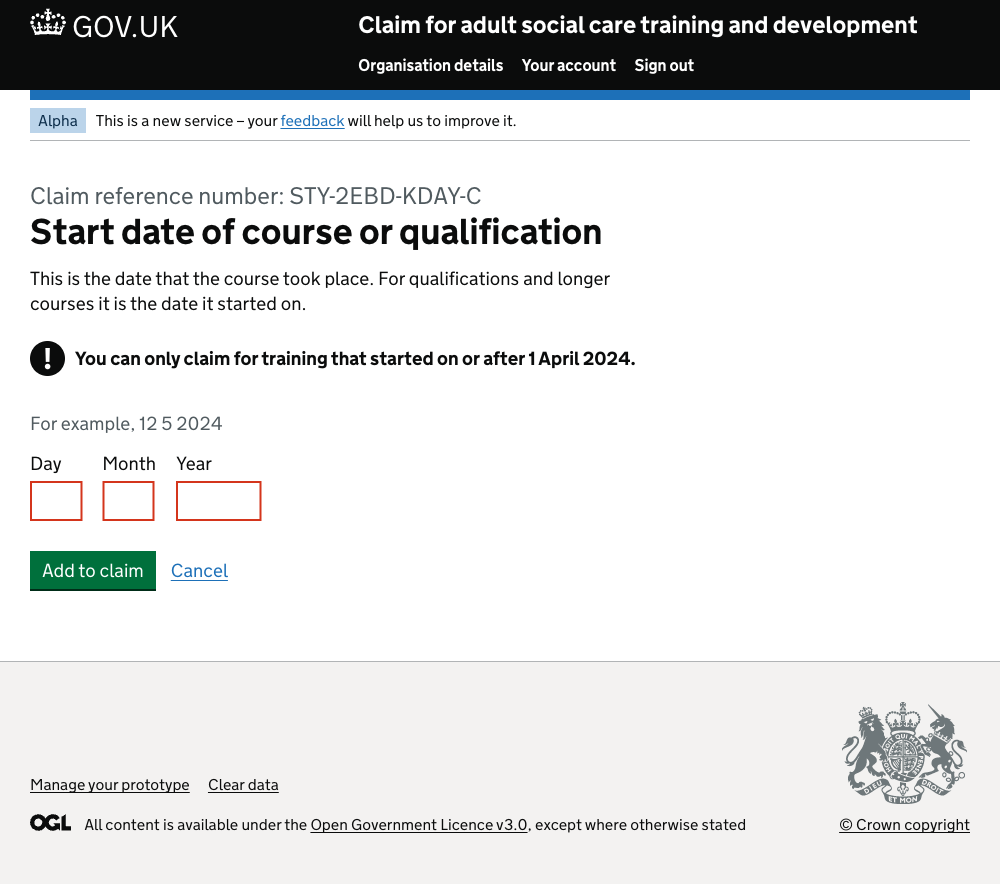 GOV.UK
Claim for adult social care training and development
Organisation details Your account Sign out
Alpha This is a new service – your feedback will help us to improve it.
Claim reference number: STY-2EBD-KDAY-C
Start date of course or qualification
This is the date that the course took place. For qualifications and longer
courses it is the date it started on.
! You can only claim for training that started on or after 1 April 2024.
For example, 12 5 2024
Day Month Year
Add to claim Cancel
Manage your prototype Clear data
OGL All content is available under the Open Government Licence v3.0, except where otherwise stated
DIEU ET MON DROIT
© Crown copyright